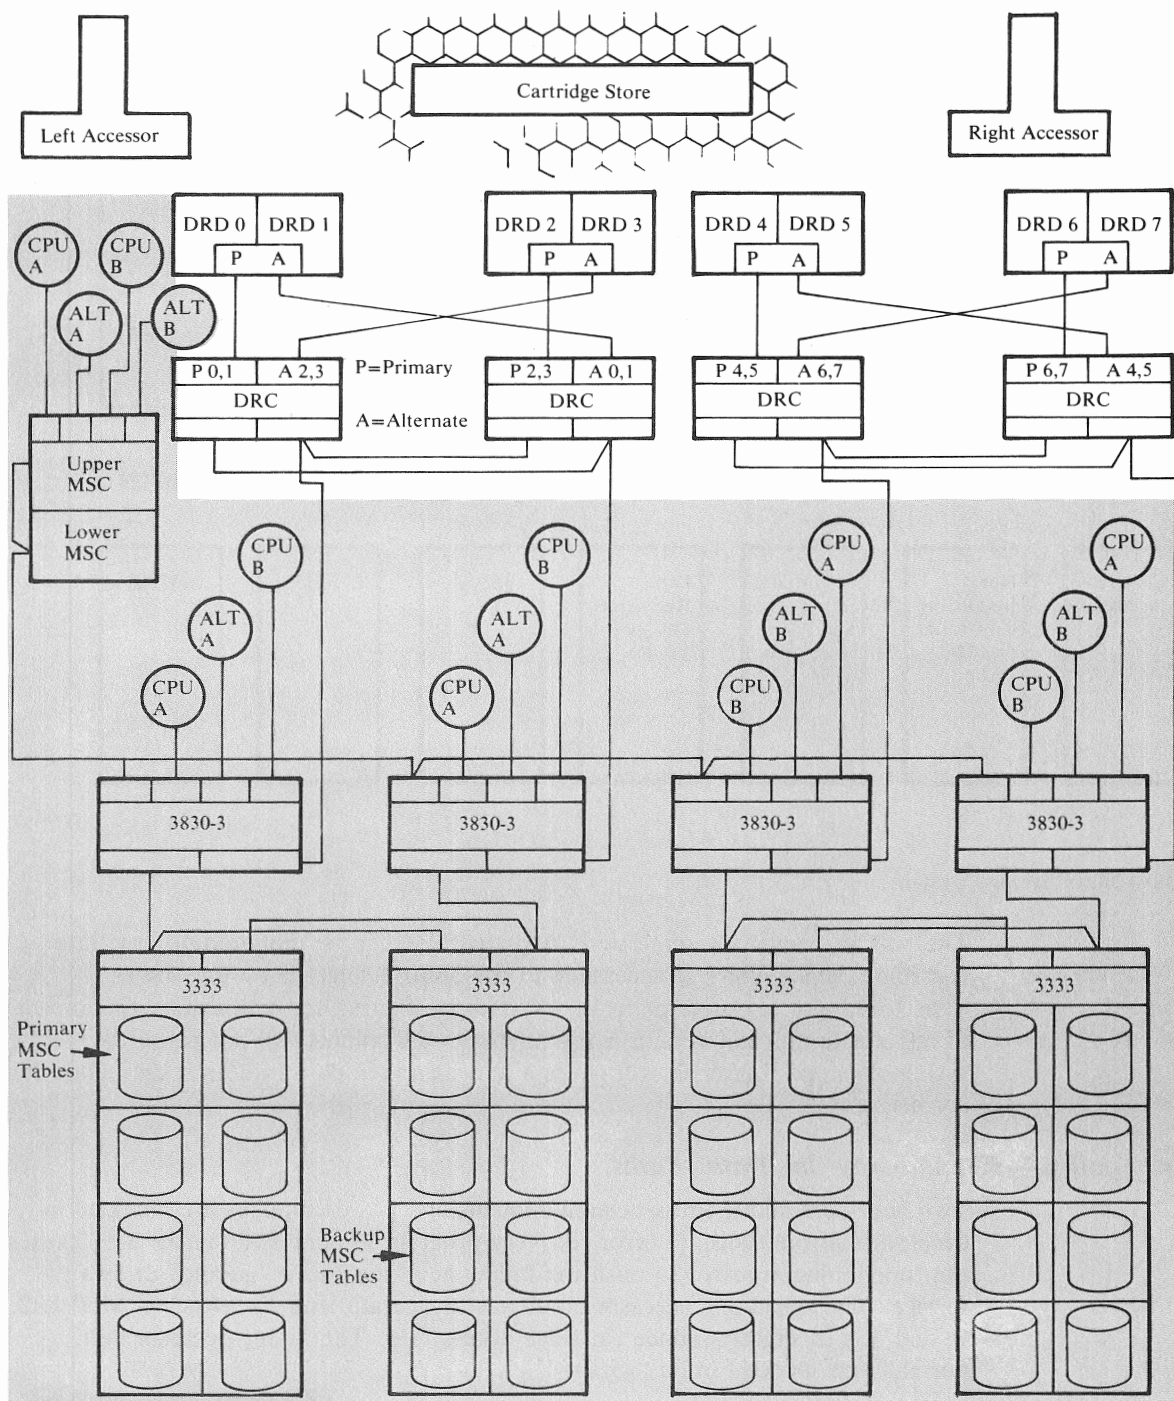 Cartridge Store
Left Accessor
Right Accessor
DRD 0 DRD 1
P A
DRD 2 DRD 3
P A
DRD 4 DRD 5
P A
DRD 6 DRD 7
P A
CPU
A
CPU
B
ALT
A
ALT
B
P 0,1 A 2,3
DRC
P=Primary
A=Alternate
P 2,3 A 0,1
DRC
P 4,5 A 6,7
DRC
P 6,7 A 4,5
DRC
Upper
MSC
Lower
MSC
CPU
B
ALT
A
CPU
A
CPU
B
ALT
A
CPU
A
CPU
A
ALT
B
CPU
B
CPU
A
ALT
B
CPU
B
3830-3
3830-3
3830-3
3830-3
3333
3333
3333
3333
Primary
MSC
Tables
Backup
MSC
Tables